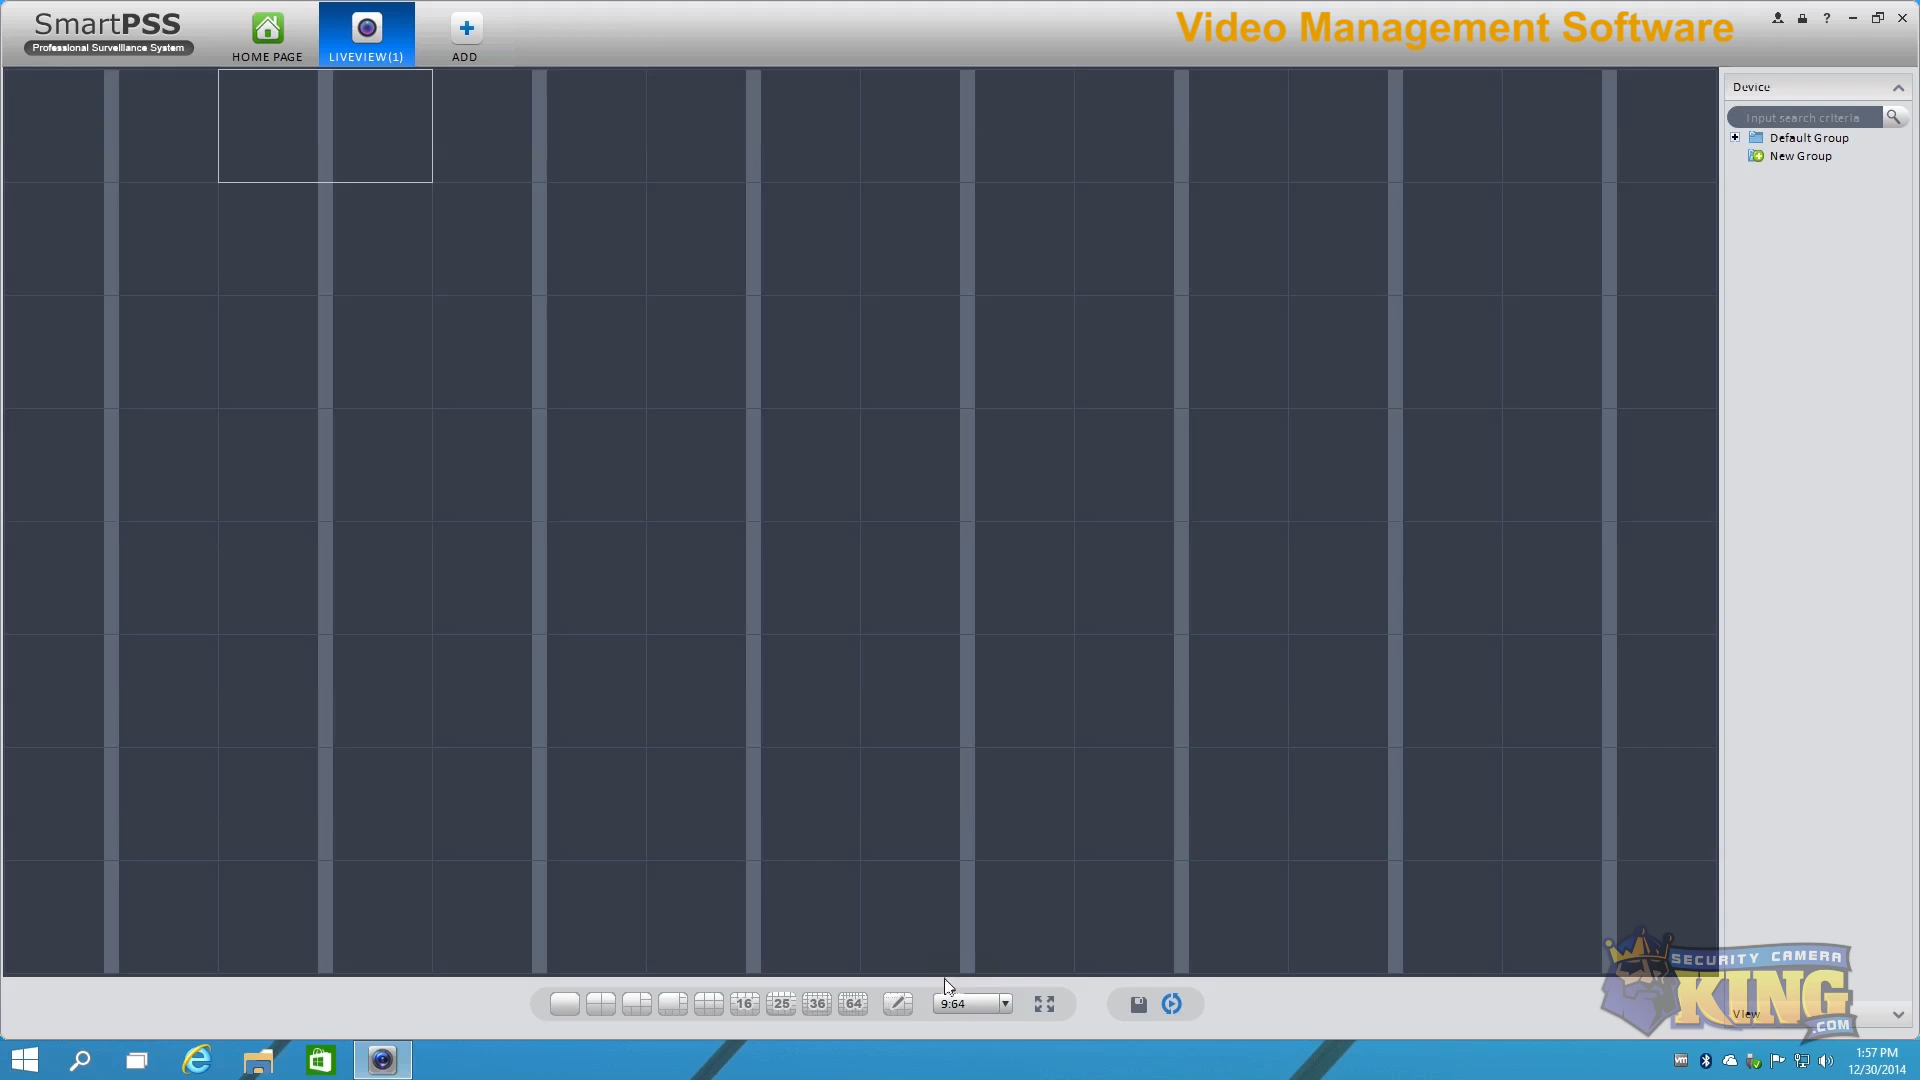 SmartPSS
Professional Surveillance System
HOME PAGE
LIVEVIEW(1)
ADD
Video Management Software
?
Device
Input search criteria
Default Group
New Group
16
25
36
64
9:64
View
SECURITY CAMERA
KING
.COM
vm
1:57 PM
12/30/2014